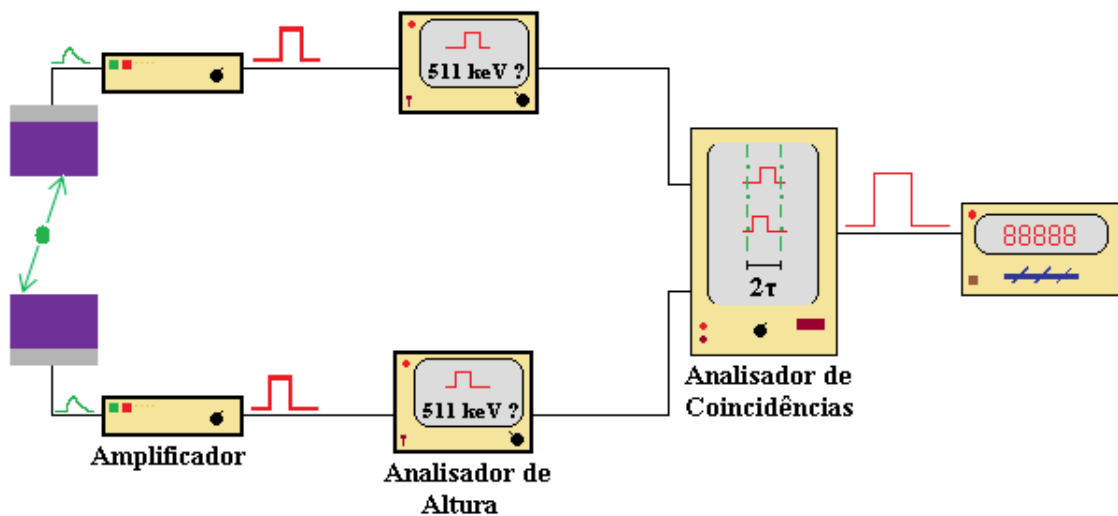 511 keV ?
2τ
88888
Analisador de
Coincidências
511 keV ?
Amplificador
Analisador de
Altura